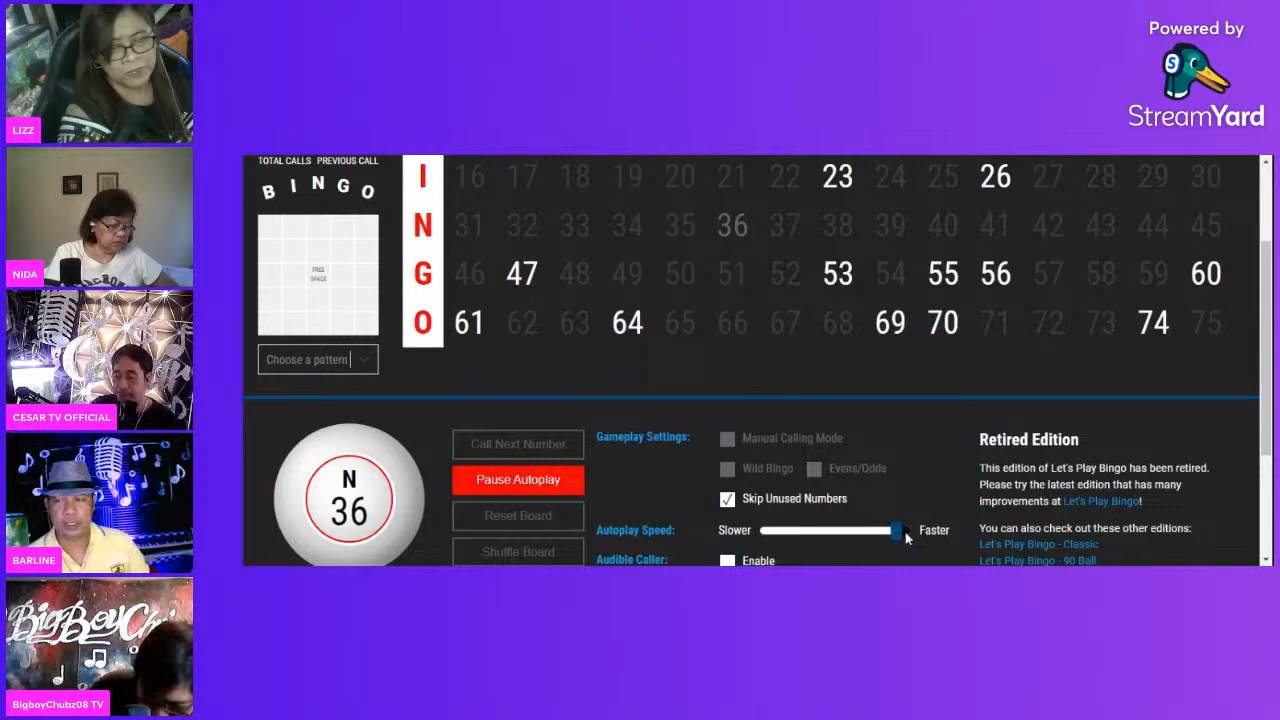 LIZZ
NIDA
CESAR TV OFFICIAL
BARLINE
BigBoyChu
BigboyChubz08 TV
Powered by
S
StreamYard
TOTAL CALLS PREVIOUS CALL
B I N G O
FREE
SPACE
Choose a pattern
I 16 17 18 19 20 21 22 23 24 25 26 27 28 29 30
N 31 32 33 34 35 36 37 38 39 40 41 42 43 44 45
G 46 47 48 49 50 51 52 53 54 55 56 57 58 59 60
O 61 62 63 64 65 66 67 68 69 70 71 72 73 74 75
N
36
Call Next Number
Pause Autoplay
Reset Board
Shuffle Board
Gameplay Settings:
Manual Calling Mode
Wild Bingo Evens/Odds
Skip Unused Numbers
Autoplay Speed: Slower Faster
Audible Caller: Enable
Retired Edition
This edition of Let's Play Bingo has been retired.
Please try the latest edition that has many
improvements at Let's Play Bingo!
You can also check out these other editions:
Let's Play Bingo - Classic
Let's Play Bingo - 90 Ball